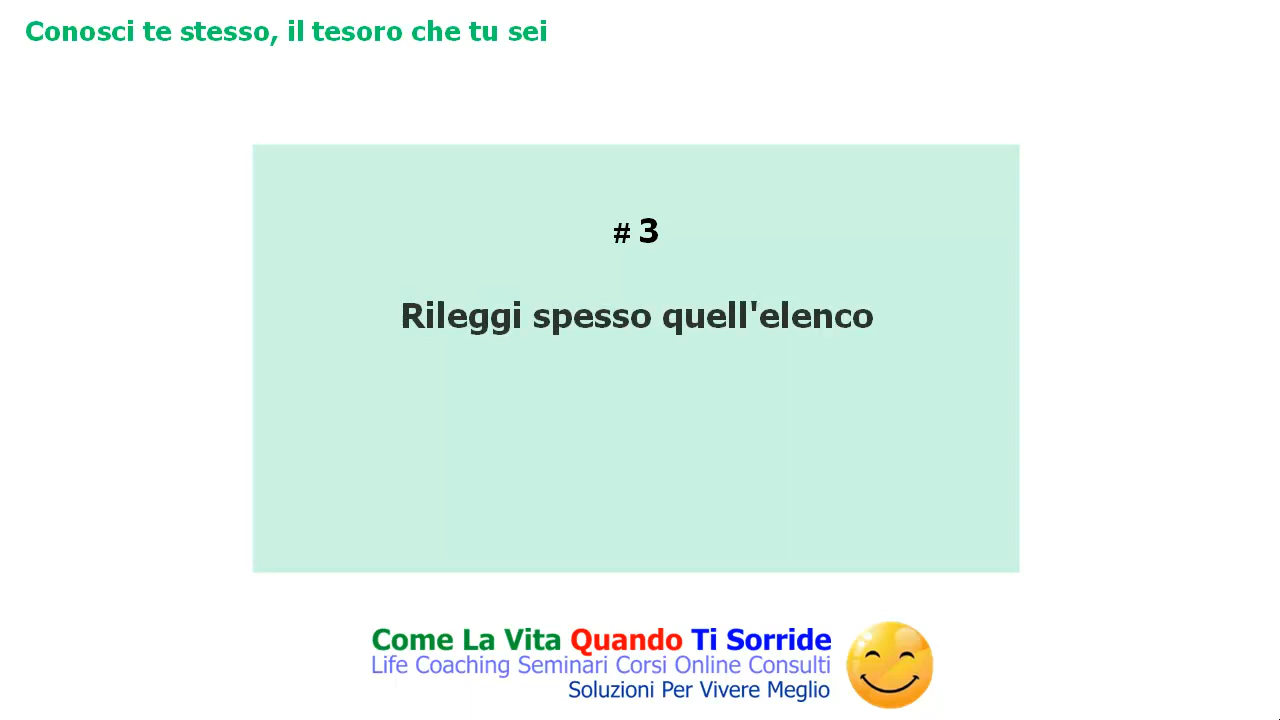 Conosci te stesso, il tesoro che tu sei
# 3
Rileggi spesso quell'elenco
Come La Vita Quando Ti Sorride
Life Coaching Seminari Corsi Online Consulti
Soluzioni Per Vivere Meglio